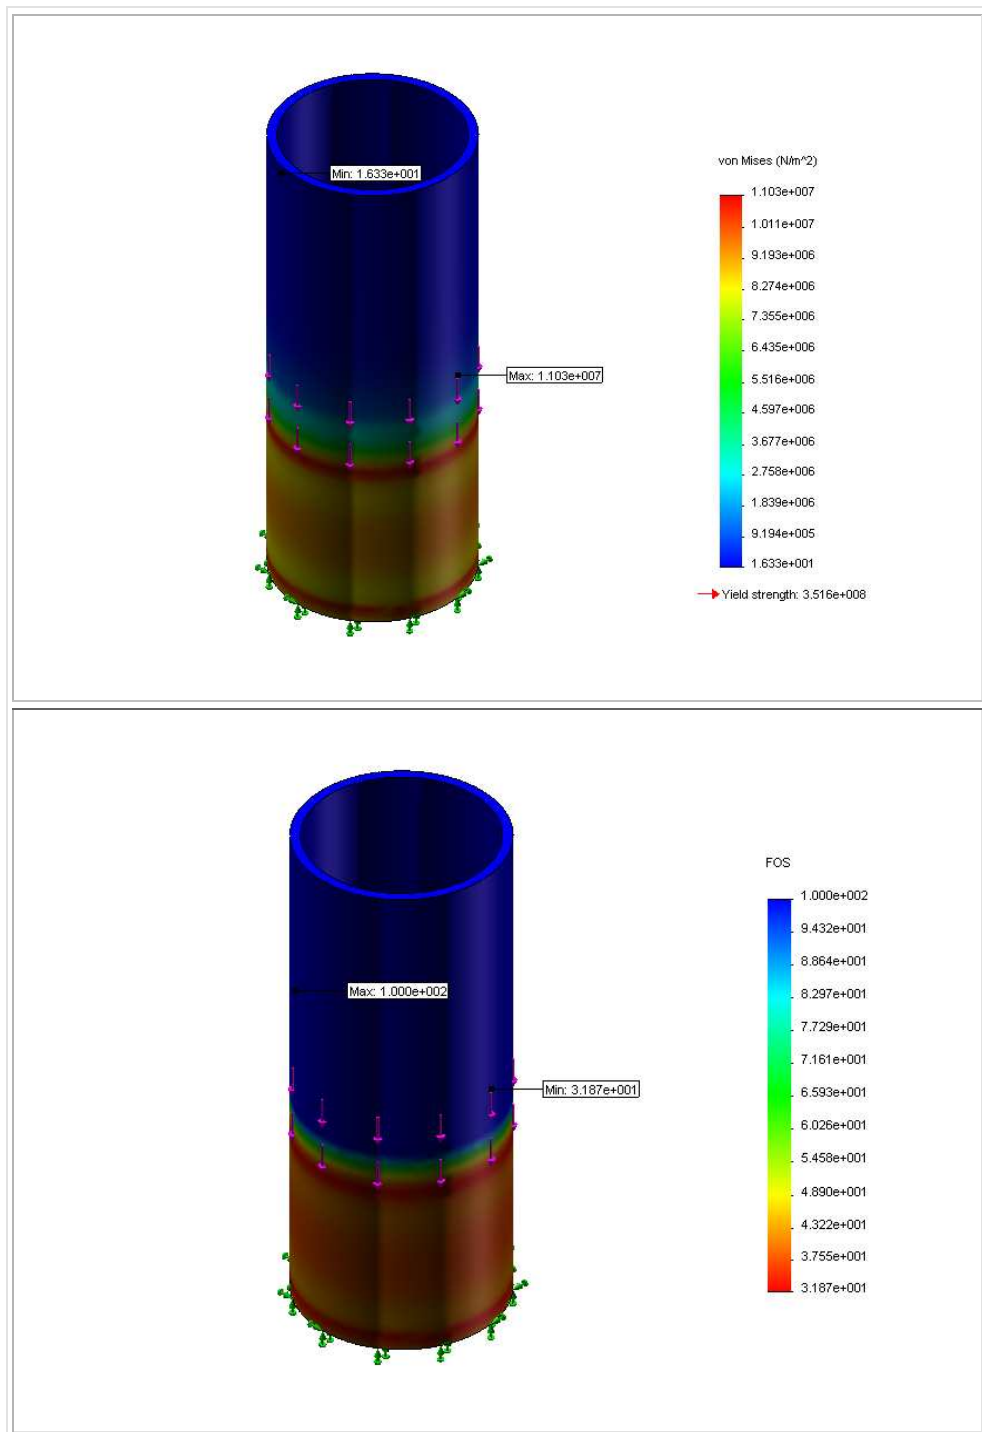 von Mises (N/m^2)
Min: 1.633e+001
1.103e+007
1.011e+007
9.193e+006
8.274e+006
7.355e+006
Max: 1.103e+007
6.435e+006
5.516e+006
4.597e+006
3.677e+006
2.758e+006
1.839e+006
9.194e+005
1.633e+001
Yield strength: 3.516e+008
FOS
1.000e+002
9.432e+001
8.864e+001
Max: 1.000e+002
8.297e+001
7.729e+001
7.161e+001
Min: 3.187e+001
6.593e+001
6.026e+001
5.458e+001
4.890e+001
4.322e+001
3.755e+001
3.187e+001